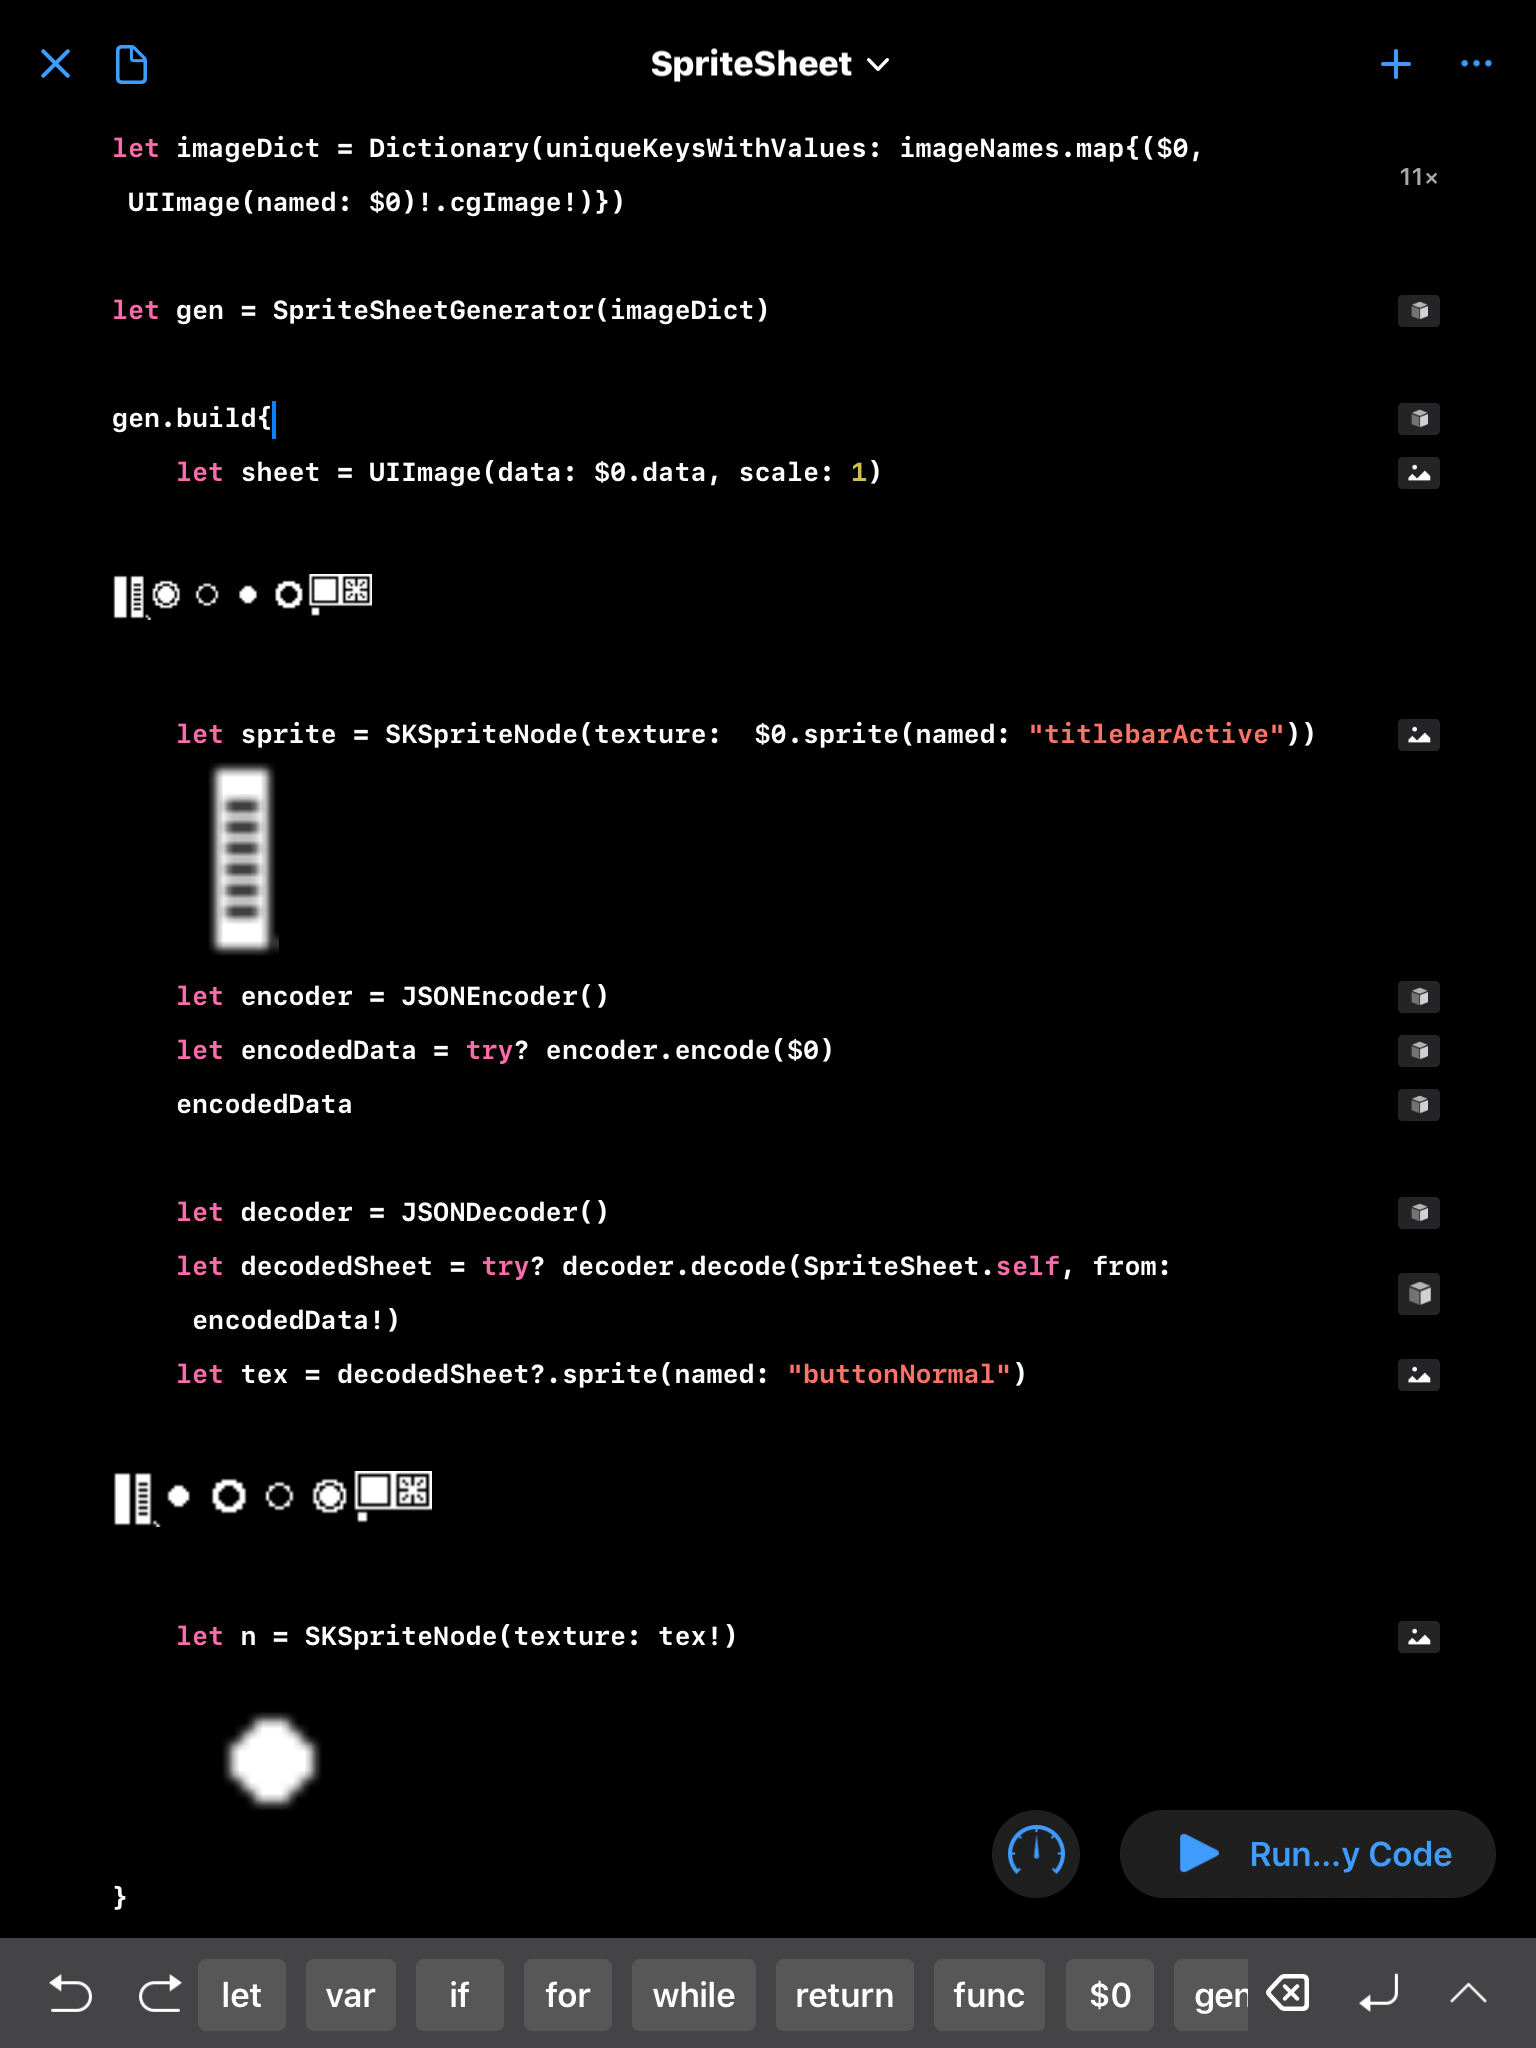 SpriteSheet
let imageDict = Dictionary(uniqueKeysWithValues: imageNames.map{($0,
UIImage(named: $0)!.cgImage!)})
11×
let gen = SpriteSheetGenerator(imageDict)
gen.build{
let sheet = UIImage(data: $0.data, scale: 1)
let sprite = SKSpriteNode(texture:  $0.sprite(named: "titlebarActive"))
let encoder = JSONEncoder()
let encodedData = try? encoder.encode($0)
encodedData
let decoder = JSONDecoder()
let decodedSheet = try? decoder.decode(SpriteSheet.self, from:
encodedData!)
let tex = decodedSheet?.sprite(named: "buttonNormal")
let n = SKSpriteNode(texture: tex!)
Run...y Code
}
let var if for while return func $0 gen